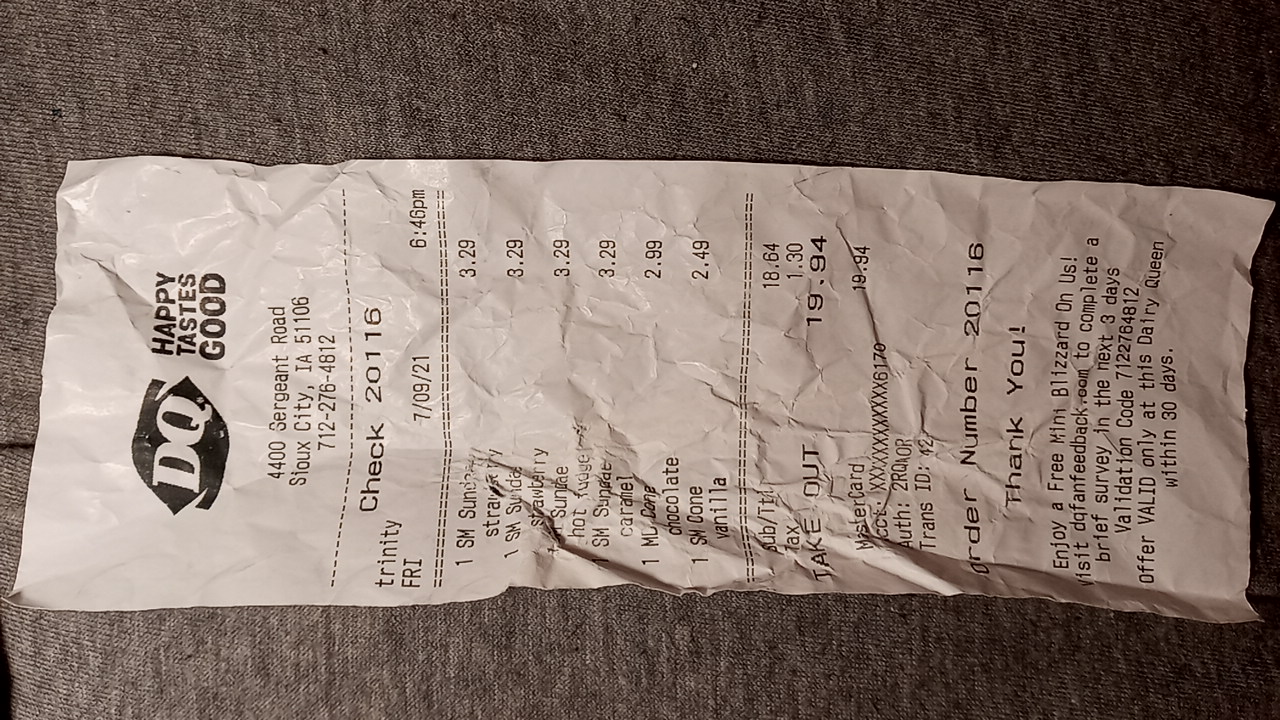 DQ
HAPPY
TASTES
GOOD
4400 Sergeant Road
Sioux City, IA 51106
712-276-4812
Check 20116
trinity
FRI 7/09/21 6:46pm
1 SM Sundae 3.29
strawberry
1 SM Sundae 3.29
strawberry
SM Sundae 3.29
hot fudge
1 SM Sundae 3.29
caramel
1 ML Cone 2.99
chocolate
1 SM Cone 2.49
vanilla
Sub/Ttl 18.64
Tax 1.30
TAKE OUT 19.94
MasterCard 19.94
Acct: XXXXXXXXXXXX6170
Auth:
Trans ID:
Order Number 20116
Thank You!
Enjoy a Free Mini Blizzard On Us!
Visit dqfanfeedback.com to complete a
brief survey in the next 3 days
Validation Code 7122764812
Offer VALID only at this Dairy Queen
within 30 days.